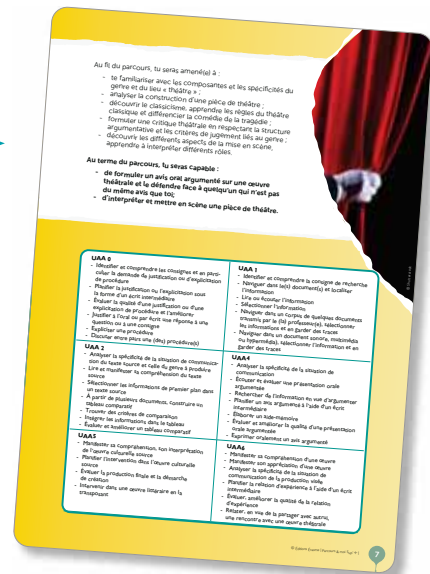 Au fil du parcours, tu seras amené(e) à :
- te familiariser avec les composantes et les spécificités du
genre et du lieu « théâtre » ;
- analyser la construction d'une pièce de théâtre ;
- découvrir le classicisme, apprendre les règles du théâtre
classique et différencier la comédie de la tragédie ;
- formuler une critique théâtrale en respectant la structure
argumentative et les critères de jugement liés au genre ;
- découvrir les différents aspects de la mise en scène,
apprendre à interpréter différents rôles.
Au terme du parcours, tu seras capable :
- de formuler un avis oral argumenté sur une œuvre
théâtrale et le défendre face à quelqu'un qui n'est pas
du même avis que toi;
- d'interpréter et mettre en scène une pièce de théâtre.
UAA 0
- Identifier et comprendre les consignes et en parti-
culier la demande de justification ou d'explicitation
de procédure
- Planifier la justification ou l'explicitation sous
la forme d'un écrit intermédiaire
- Évaluer la qualité d'une justification ou d'une
explicitation de procédure et l'améliorer
- Justifier à l'oral ou par écrit une réponse à une
question ou à une consigne
- Expliciter une procédure
- Discuter entre pairs une (des) procédure(s)
UAA 1
- Identifier et comprendre la consigne de recherche
- Naviguer dans le(s) document(s) et localiser
l'information
- Lire ou écouter l'information
- Sélectionner l'information
- Naviguer dans un corpus de quelques documents
transmis par le (la) professeur(e), sélectionner
les informations et en garder des traces
- Naviguer dans un document sonore, multimédia
ou hypermédia), sélectionner l'information et en
garder des traces
UAA 2
- Analyser la spécificité de la situation de communica-
tion du texte source et celle du genre à produire
- Lire et manifester sa compréhension du texte
source
- Sélectionner les informations de premier plan dans
un texte source
- À partir de plusieurs documents, construire un
tableau comparatif
- Trouver des critères de comparaison
- Intégrer les informations dans le tableau
- Évaluer et améliorer un tableau comparatif
UAA4
- Analyser la spécificité de la situation de
communication
- Écouter et évaluer une présentation orale
argumentée
- Rechercher de l'information en vue d'argumenter
- Planifier un avis argumenté à l'aide d'un écrit
intermédiaire
- Élaborer un aide-mémoire
- Évaluer et améliorer la qualité d'une présentation
orale argumentée
- Exprimer oralement un avis argumenté
UAA5
- Manifester sa compréhension, son interprétation
de l'œuvre culturelle source
- Planifier l'intervention dans l'œuvre culturelle
source
- Évaluer la production finale et la démarche
de création
- Intervenir dans une œuvre littéraire en la
transposant
UAA6
- Manifester sa compréhension d'une œuvre
- Manifester son appréciation d'une œuvre
- Analyser la spécificité de la situation de
communication de la production visée
- Planifier la relation d'expérience à l'aide d'un écrit
intermédiaire
- Évaluer, améliorer la qualité de la relation
d'expérience
- Relater, en vue de la partager avec autrui,
une rencontre avec une œuvre théâtrale
7